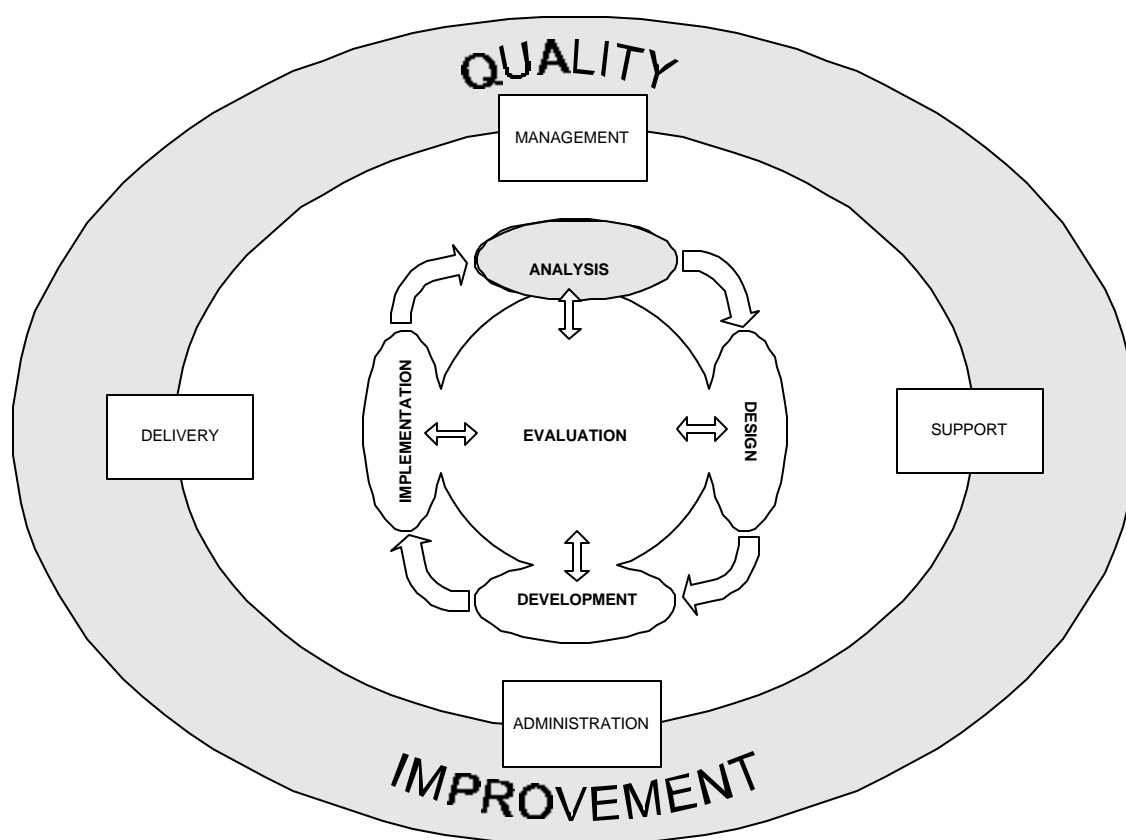 QUALITY
MANAGEMENT
ANALYSIS
IMPLEMENTATION
EVALUATION
DESIGN
DELIVERY
SUPPORT
DEVELOPMENT
ADMINISTRATION
IMPROVEMENT